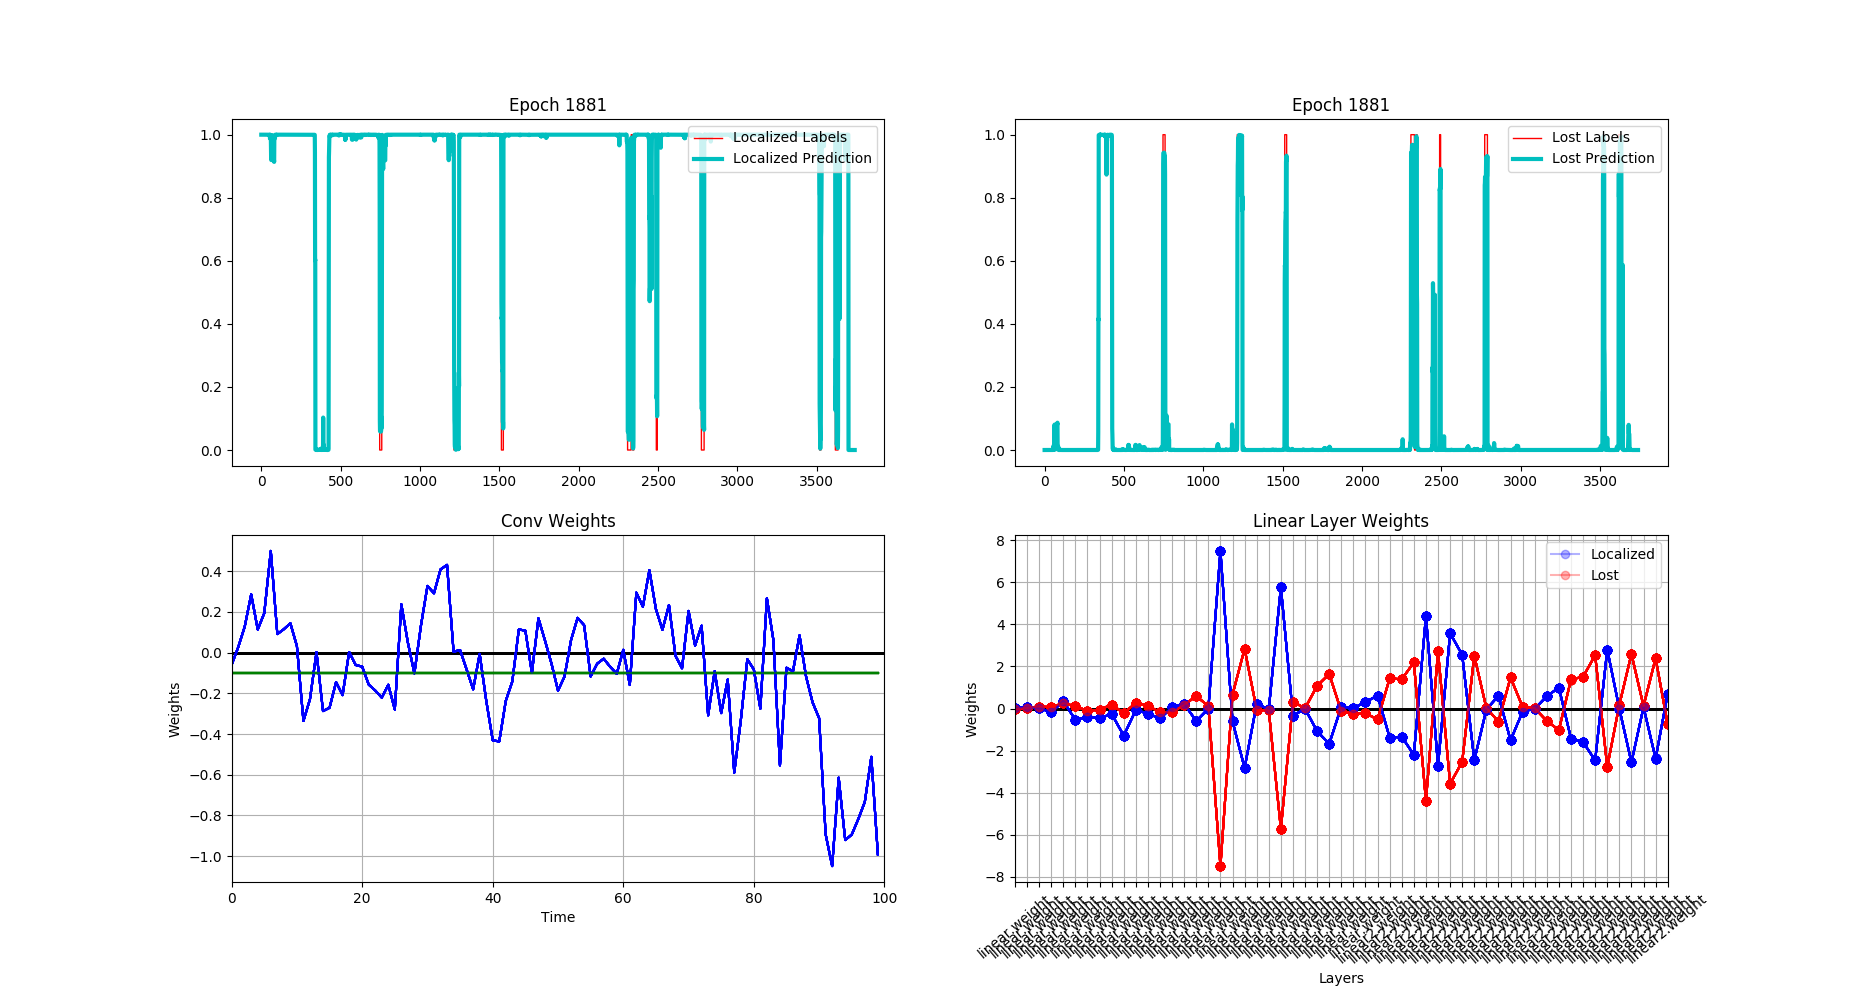 Epoch 1881
1.0
0.8
0.6
0.4
0.2
0.0
0 500 1000 1500 2000 2500 3000 3500
Localized Labels
Localized Prediction
Epoch 1881
1.0
0.8
0.6
0.4
0.2
0.0
0 500 1000 1500 2000 2500 3000 3500
Lost Labels
Lost Prediction
Conv Weights
Weights
0.4
0.2
0.0
−0.2
−0.4
−0.6
−0.8
−1.0
0 20 40 60 80 100
Time
Linear Layer Weights
Weights
8
6
4
2
0
−2
−4
−6
−8
Localized
Lost
linear.weight
linear2.weight
Layers